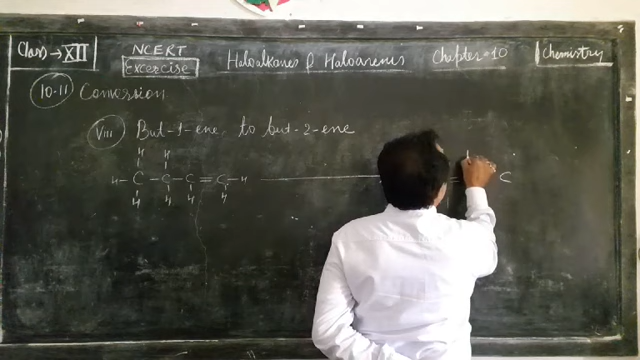 Class → XII NCERT Haloalkanes & Haloarenes Chapter-10 Chemistry
Excercise
10.11 Conversion
VIII But-1-ene, to but-2-ene
H H
H-C-C-C=C-H
H H H H
C